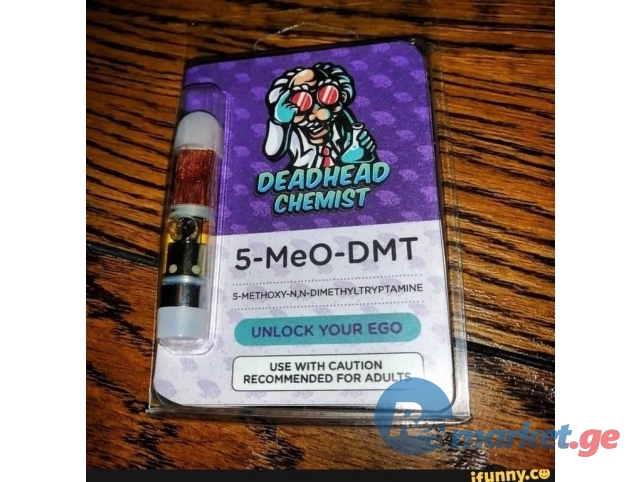 DEADHEAD
CHEMIST
5-MeO-DMT
5-METHOXY-N,N-DIMETHYLTRYPTAMINE
UNLOCK YOUR EGO
USE WITH CAUTION
RECOMMENDED FOR ADULTS
market.ge
ifunny.co